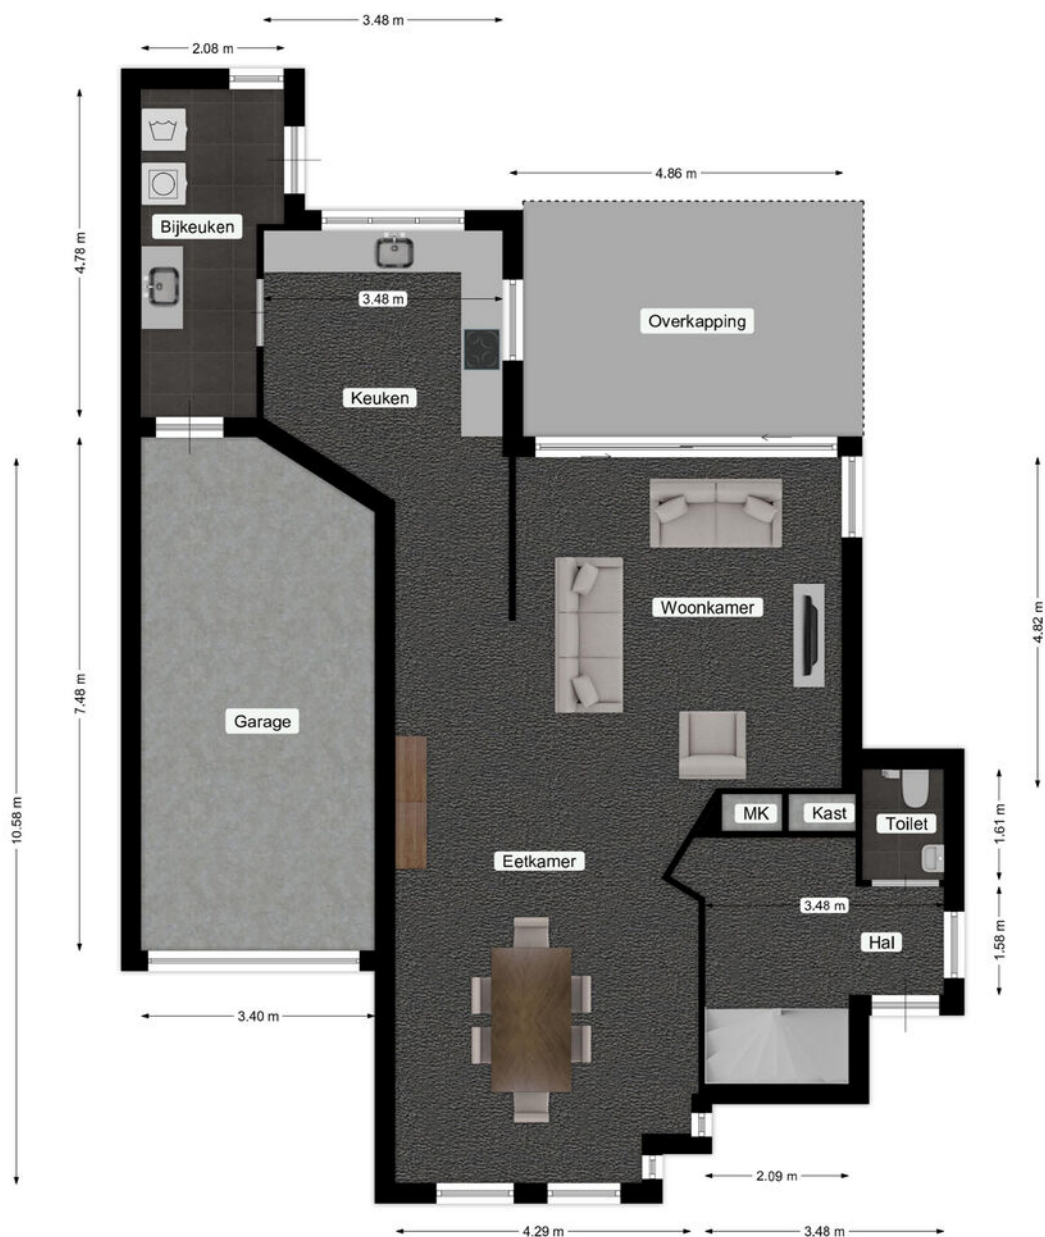 3.48 m
2.08 m
4.86 m
Bijkeuken
4.78 m
3.48 m
Overkapping
Keuken
Woonkamer
4.82 m
7.48 m
Garage
10.58 m
MK
Kast
Toilet
1.61 m
Eetkamer
3.48 m
Hal
1.58 m
3.40 m
2.09 m
4.29 m
3.48 m